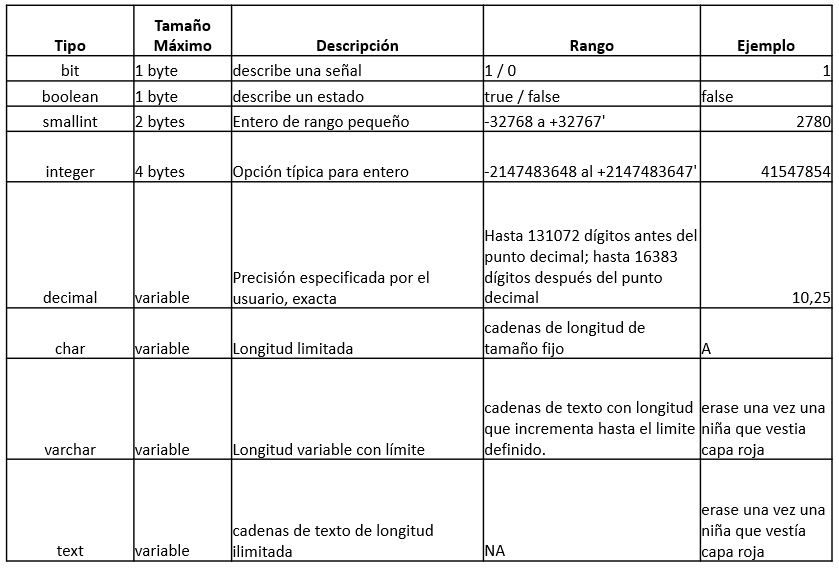 Tipo
Tamaño
Máximo
Descripción
Rango
Ejemplo
bit
1 byte
describe una señal
1 / 0
1
boolean
1 byte
describe un estado
true / false
false
smallint
2 bytes
Entero de rango pequeño
-32768 a +32767'
2780
integer
4 bytes
Opción típica para entero
-2147483648 al +2147483647'
41547854
decimal
variable
Precisión especificada por el
usuario, exacta
Hasta 131072 dígitos antes del
punto decimal; hasta 16383
dígitos después del punto
decimal
10,25
char
variable
Longitud limitada
cadenas de longitud de
tamaño fijo
A
varchar
variable
Longitud variable con límite
cadenas de texto con longitud
que incrementa hasta el limite
definido.
erase una vez una
niña que vestia
capa roja
text
variable
cadenas de texto de longitud
ilimitada
NA
erase una vez una
niña que vestía
capa roja